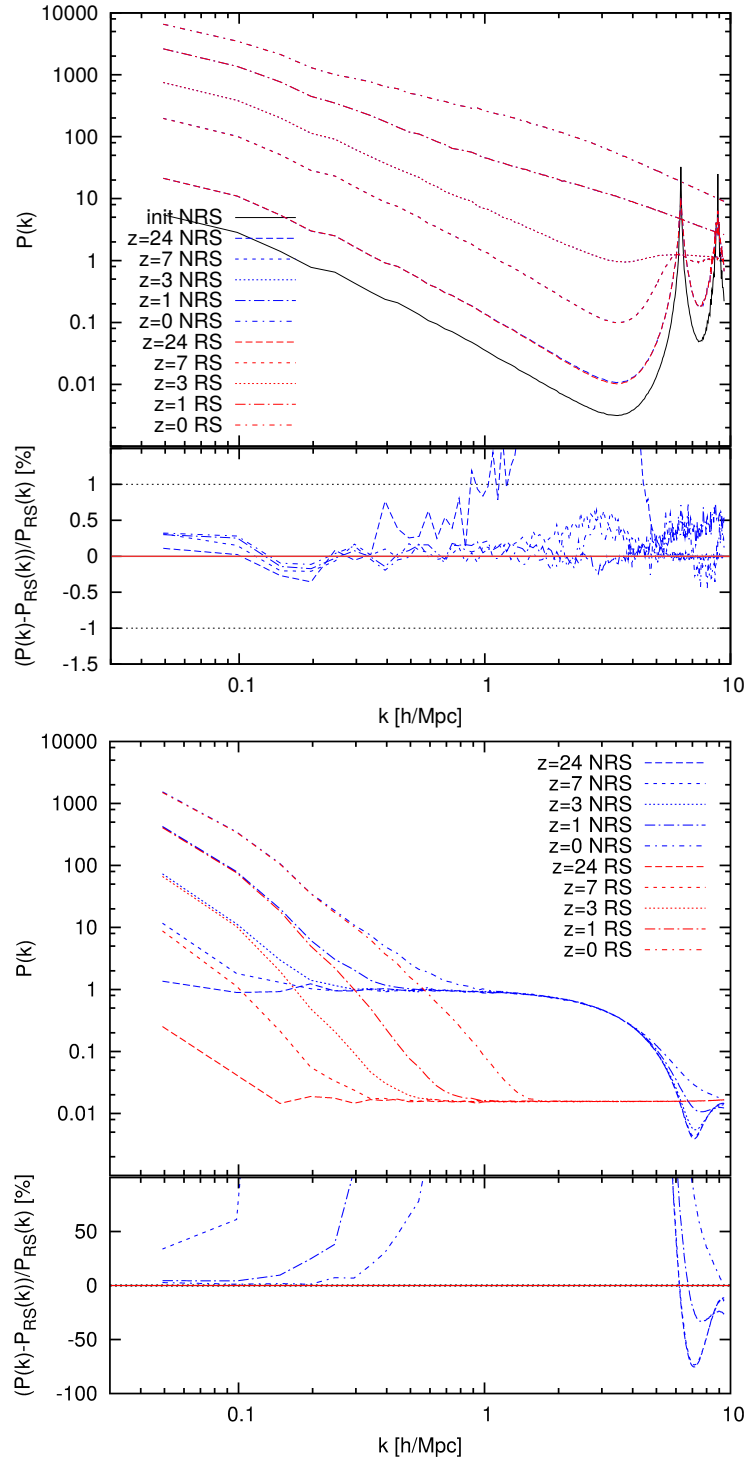 10000
1000
100
10
1
0.1
0.01
P(k)
init NRS
z=24 NRS
z=7 NRS
z=3 NRS
z=1 NRS
z=0 NRS
z=24 RS
z=7 RS
z=3 RS
z=1 RS
z=0 RS
1
0.5
0
-0.5
-1
-1.5
(P(k)-P_RS(k))/P_RS(k) [%]
0.1 1 10
k [h/Mpc]
10000
1000
100
10
1
0.1
0.01
P(k)
z=24 NRS
z=7 NRS
z=3 NRS
z=1 NRS
z=0 NRS
z=24 RS
z=7 RS
z=3 RS
z=1 RS
z=0 RS
50
0
-50
-100
(P(k)-P_RS(k))/P_RS(k) [%]
0.1 1 10
k [h/Mpc]